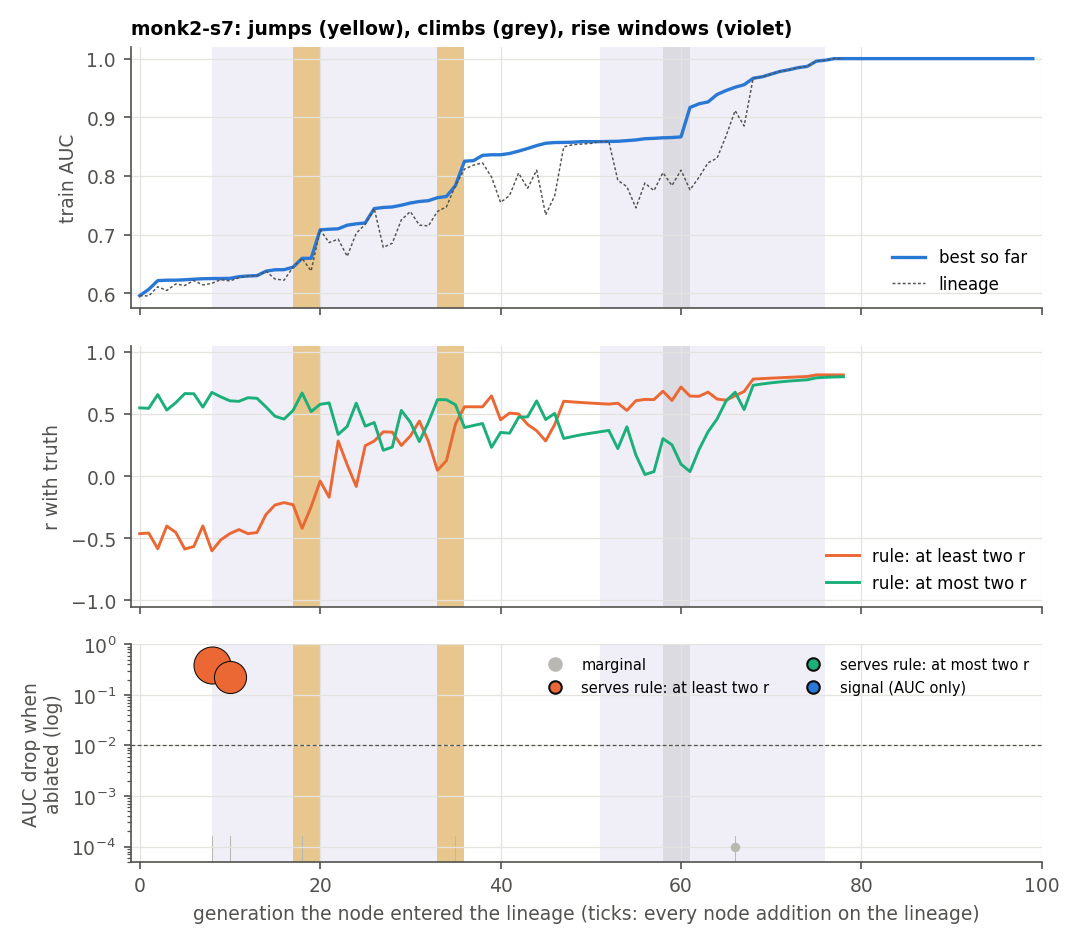 monk2-s7: jumps (yellow), climbs (grey), rise windows (violet)
1.0
0.9
0.8
0.7
0.6
train AUC
best so far
lineage
1.0
0.5
0.0
−0.5
−1.0
r with truth
rule: at least two r
rule: at most two r
10^0
10^−1
10^−2
10^−3
10^−4
AUC drop when
ablated (log)
marginal
serves rule: at least two r
serves rule: at most two r
signal (AUC only)
0 20 40 60 80 100
generation the node entered the lineage (ticks: every node addition on the lineage)